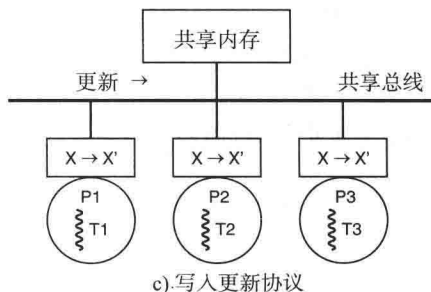 共享内存
更新 → 共享总线
X → X' X → X' X → X'
P1 P2 P3
T1 T2 T3
c).写入更新协议